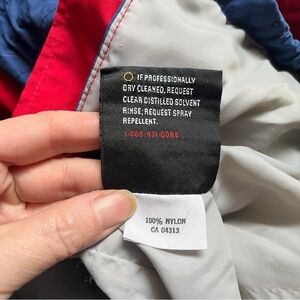 IF PROFESSIONALLY
DRY CLEANED, REQUEST
CLEAR DISTILLED SOLVENT
RINSE; REQUEST SPRAY
REPELLENT.
1-800-431-GORE
100% NYLON
CA 04313